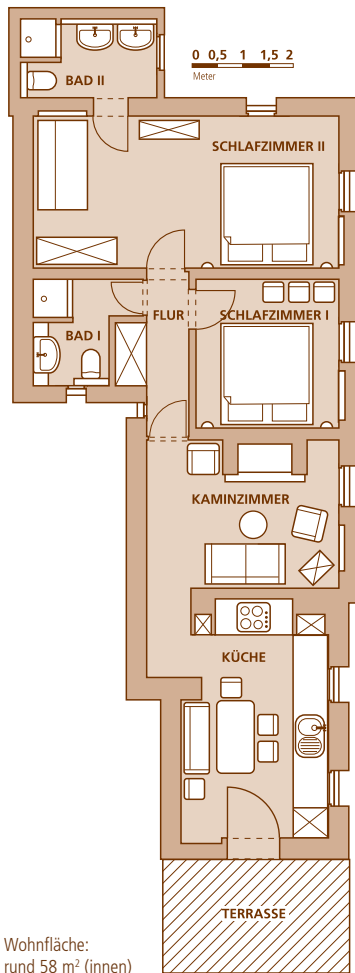 0 0,5 1 1,5 2
Meter
BAD II
SCHLAFZIMMER II
FLUR
SCHLAFZIMMER I
BAD I
KAMINZIMMER
KÜCHE
TERRASSE
Wohnfläche:
rund 58 m² (innen)